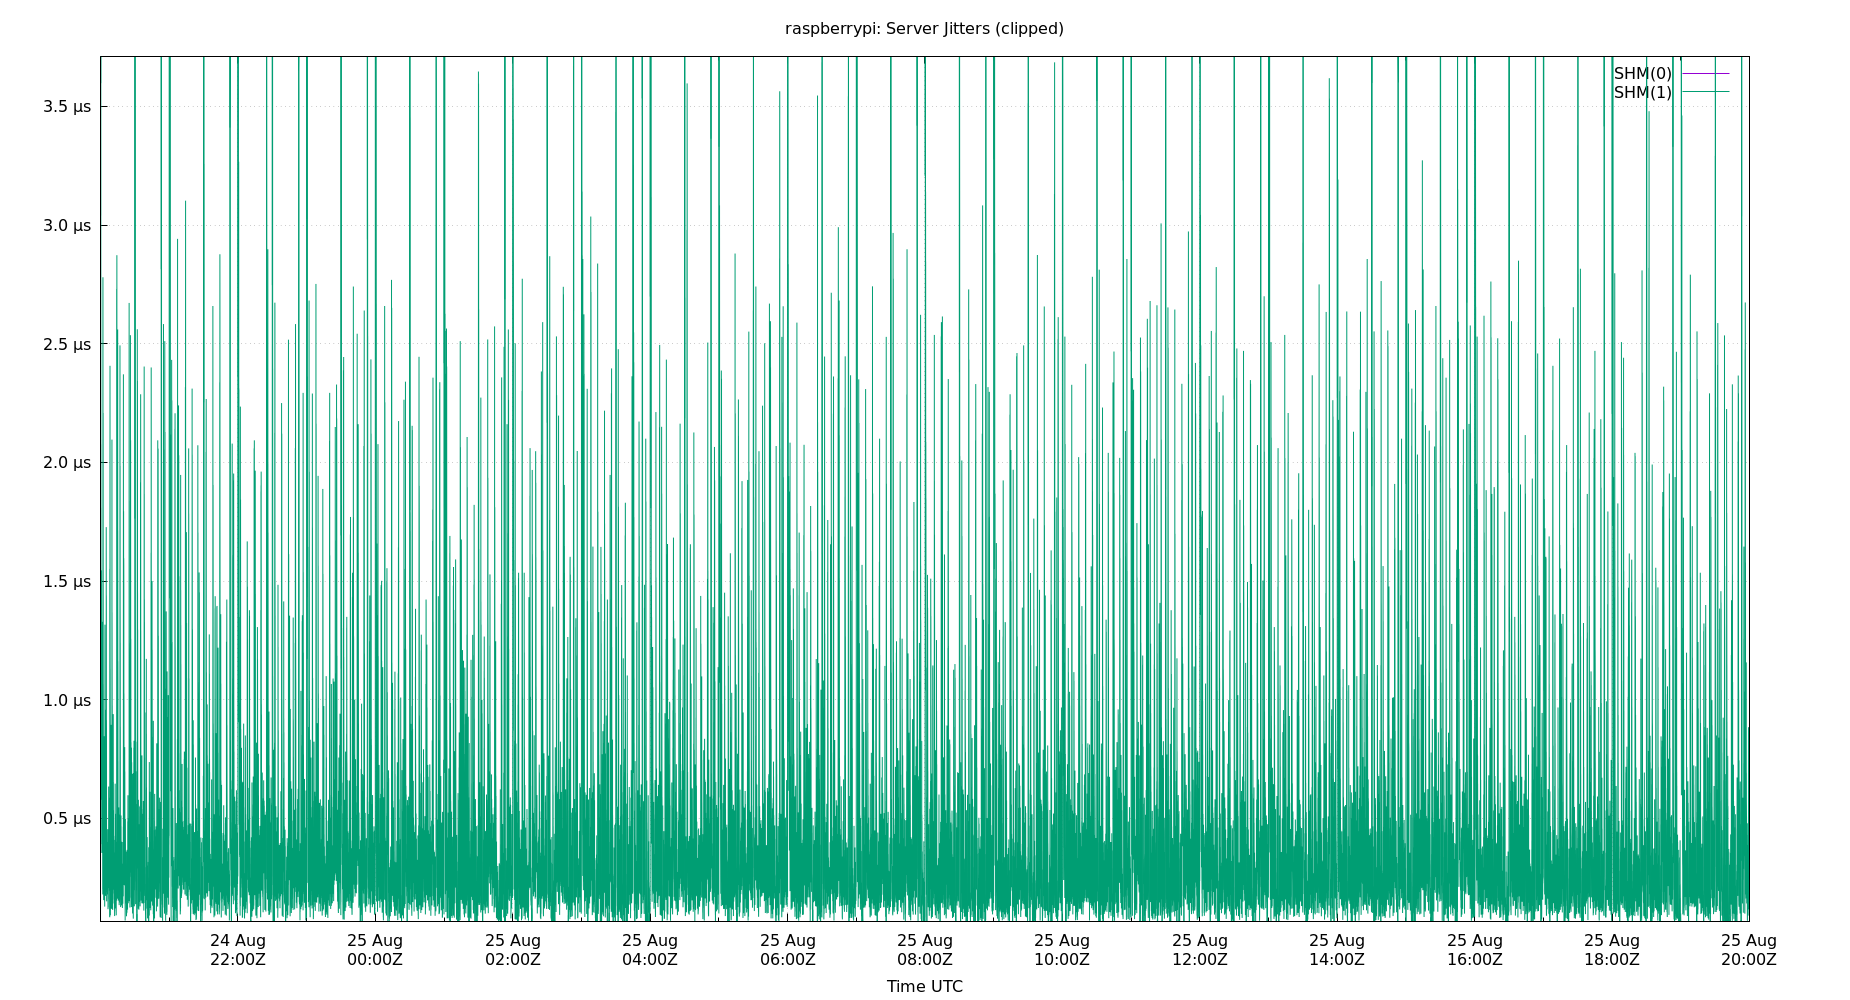 raspberrypi: Server Jitters (clipped)
SHM(0)
SHM(1)
3.5 µs
3.0 µs
2.5 µs
2.0 µs
1.5 µs
1.0 µs
0.5 µs
24 Aug 25 Aug 25 Aug 25 Aug 25 Aug 25 Aug 25 Aug 25 Aug 25 Aug 25 Aug 25 Aug 25 Aug
22:00Z 00:00Z 02:00Z 04:00Z 06:00Z 08:00Z 10:00Z 12:00Z 14:00Z 16:00Z 18:00Z 20:00Z
Time UTC